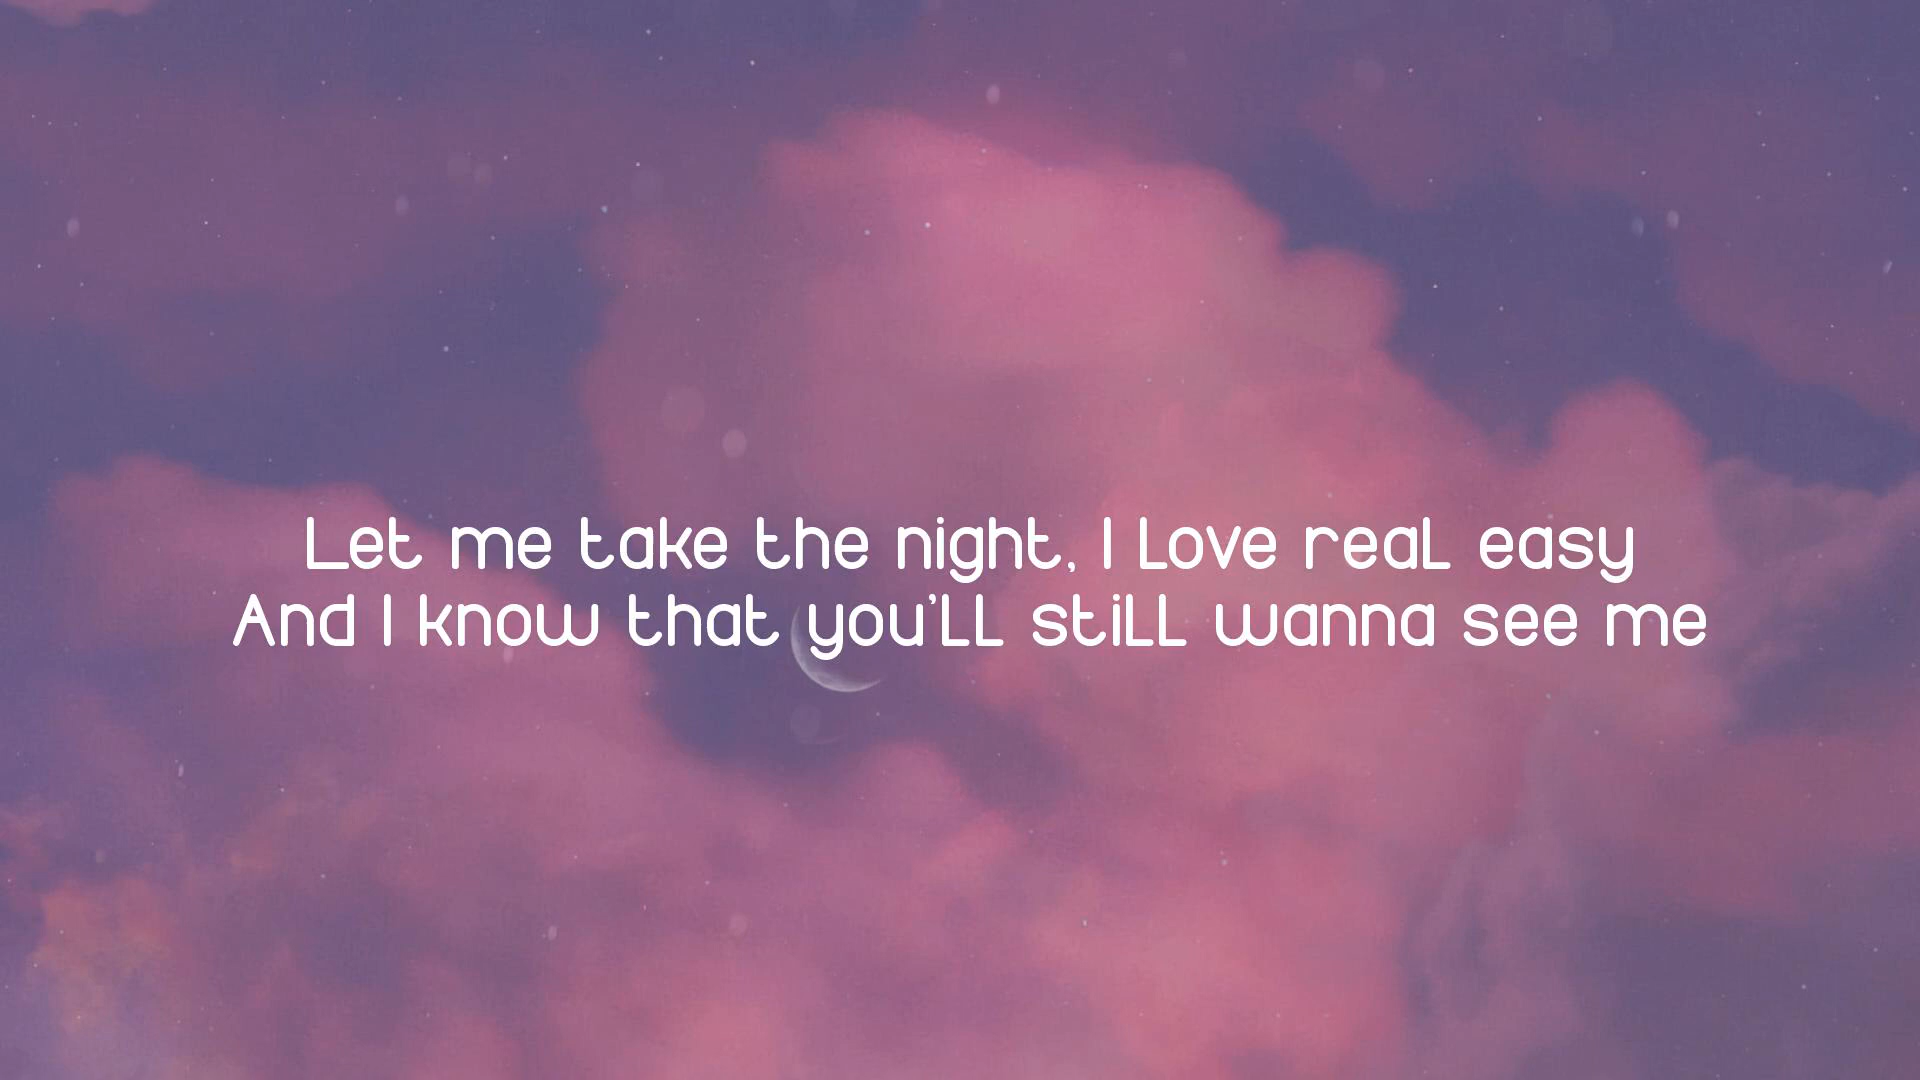 Let me take the night, I love real easy
And I know that you'll still wanna see me